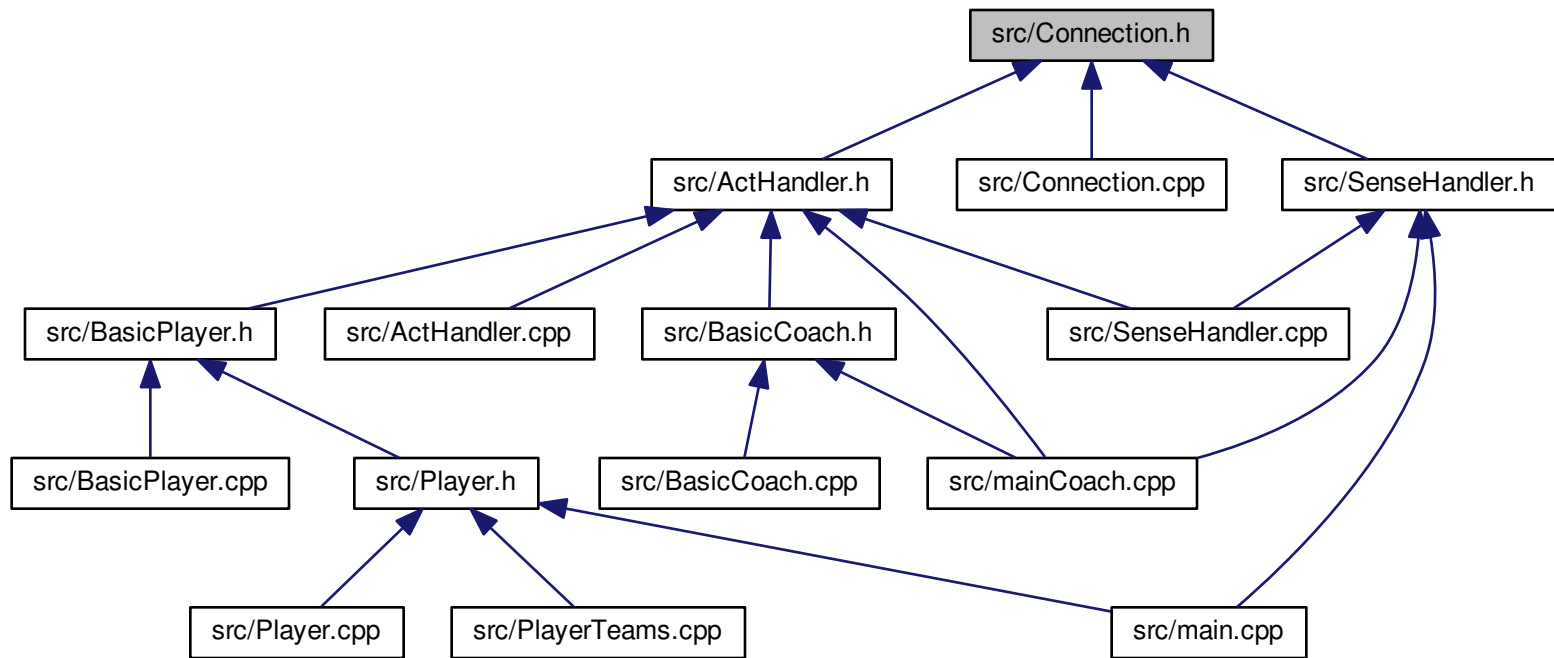 src/Connection.h
src/ActHandler.h
src/Connection.cpp
src/SenseHandler.h
src/BasicPlayer.h
src/ActHandler.cpp
src/BasicCoach.h
src/SenseHandler.cpp
src/BasicPlayer.cpp
src/Player.h
src/BasicCoach.cpp
src/mainCoach.cpp
src/Player.cpp
src/PlayerTeams.cpp
src/main.cpp